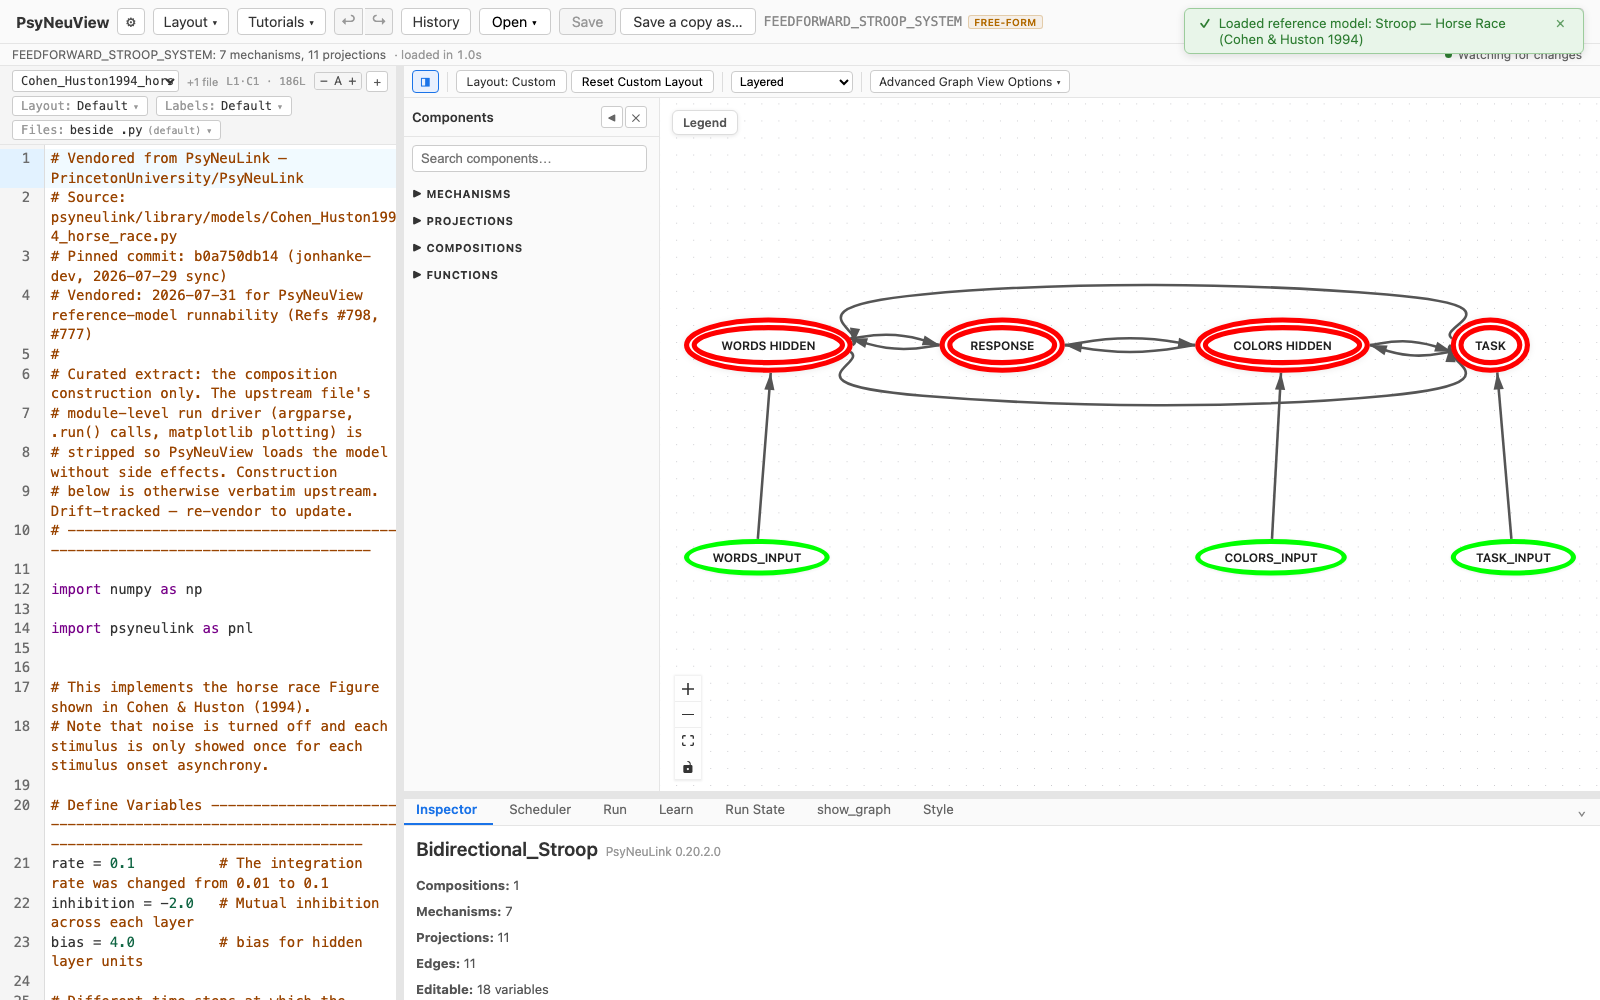 PsyNeuView
Layout
Tutorials
History
Open
Save
Save a copy as...
FEEDFORWARD_STROOP_SYSTEM
FREE-FORM
Loaded reference model: Stroop — Horse Race
(Cohen & Huston 1994)
FEEDFORWARD_STROOP_SYSTEM: 7 mechanisms, 11 projections · loaded in 1.0s
Watching for changes
+1 file L1:C1 · 186L − A + +
Layout: Default
Labels: Default
Files: beside .py (default)
1 # Vendored from PsyNeuLink —
PrincetonUniversity/PsyNeuLink
2 # Source:
psyneulink/library/models/Cohen_Huston199
4_horse_race.py
3 # Pinned commit: b0a750db14 (jonhanke-
dev, 2026-07-29 sync)
4 # Vendored: 2026-07-31 for PsyNeuView
reference-model runnability (Refs #798,
#777)
5 #
6 # Curated extract: the composition
construction only. The upstream file's
7 # module-level run driver (argparse,
.run() calls, matplotlib plotting) is
8 # stripped so PsyNeuView loads the model
without side effects. Construction
9 # below is otherwise verbatim upstream.
Drift-tracked — re-vendor to update.
10 # ---------------------------------------
--------------------------------------
11
12 import numpy as np
13
14 import psyneulink as pnl
15
16
17 # This implements the horse race Figure
shown in Cohen & Huston (1994).
18 # Note that noise is turned off and each
stimulus is only showed once for each
stimulus onset asynchrony.
19
20 # Define Variables ----------------------
-----------------------------------------
-------------------------------------
21 rate = 0.1 # The integration
rate was changed from 0.01 to 0.1
22 inhibition = -2.0 # Mutual inhibition
across each layer
23 bias = 4.0 # bias for hidden
layer units
24
25 # Different time steps at which the
Layout: Custom
Reset Custom Layout
Layered
Advanced Graph View Options
Components
Search components…
MECHANISMS
PROJECTIONS
COMPOSITIONS
FUNCTIONS
Legend
WORDS HIDDEN
RESPONSE
COLORS HIDDEN
TASK
WORDS_INPUT
COLORS_INPUT
TASK_INPUT
Inspector
Scheduler
Run
Learn
Run State
show_graph
Style
Bidirectional_Stroop PsyNeuLink 0.20.2.0
Compositions: 1
Mechanisms: 7
Projections: 11
Edges: 11
Editable: 18 variables